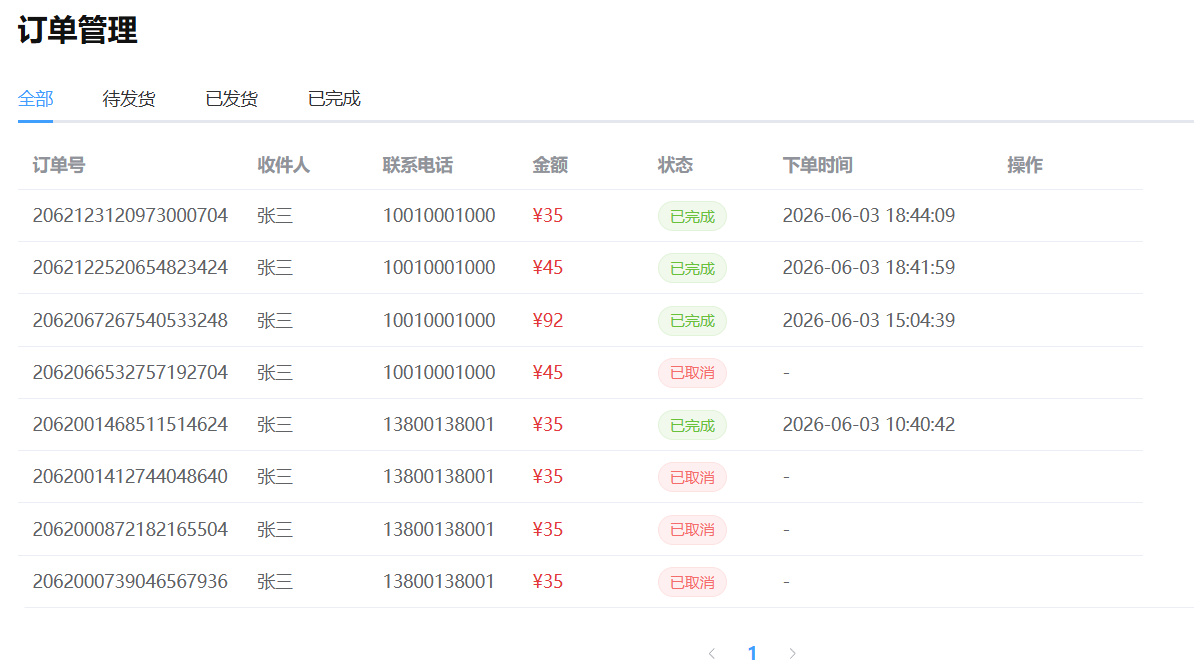 订单管理
全部 待发货 已发货 已完成
订单号 收件人 联系电话 金额 状态 下单时间 操作
2062123120973000704 张三 10010001000 ¥35 已完成 2026-06-03 18:44:09
2062122520654823424 张三 10010001000 ¥45 已完成 2026-06-03 18:41:59
2062067267540533248 张三 10010001000 ¥92 已完成 2026-06-03 15:04:39
2062066532757192704 张三 10010001000 ¥45 已取消 -
2062001468511514624 张三 13800138001 ¥35 已完成 2026-06-03 10:40:42
2062001412744048640 张三 13800138001 ¥35 已取消 -
2062000872182165504 张三 13800138001 ¥35 已取消 -
2062000739046567936 张三 13800138001 ¥35 已取消 -
1